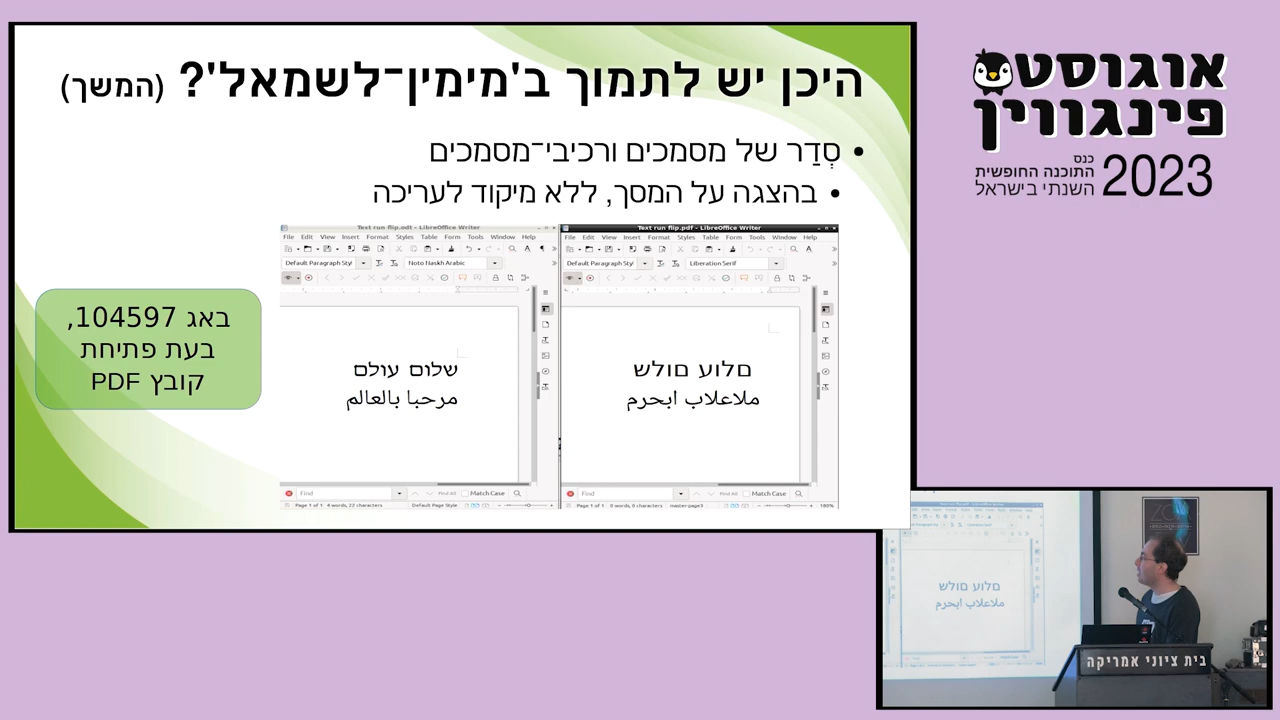 היכן יש לתמוך ב'מימין־לשמאל'? (המשך)
• סְדַר של מסמכים ורכיבי־מסמכים
• בהצגה על המסך, ללא מיקוד לעריכה
באג 104597,
בעת פתיחת
קובץ PDF
Text run flip.odt - LibreOffice Writer
File Edit View Insert Format Styles Table Form Tools Window Help
Default Paragraph Styl
Noto Naskh Arabic
שלום עולם
مرحبا بالعالم
Find
Find All
Match Case
Page 1 of 1
4 words, 22 characters
Default Page Style
Text run flip.pdf - LibreOffice Writer
File Edit View Insert Format Styles Table Form Tools Window Help
Default Paragraph Styl
Liberation Serif
םלוע םולש
ملاعلاب ابحرم
Find
Find All
Match Case
Page 1 of 1
0 words, 0 characters
master-page3
100%
אוגוסט
פינגווין
כנס
התוכנה החופשית
השנתי בישראל
2023
םלוע םולש
ملاعلاب ابحرم
בית ציוני אמריקה